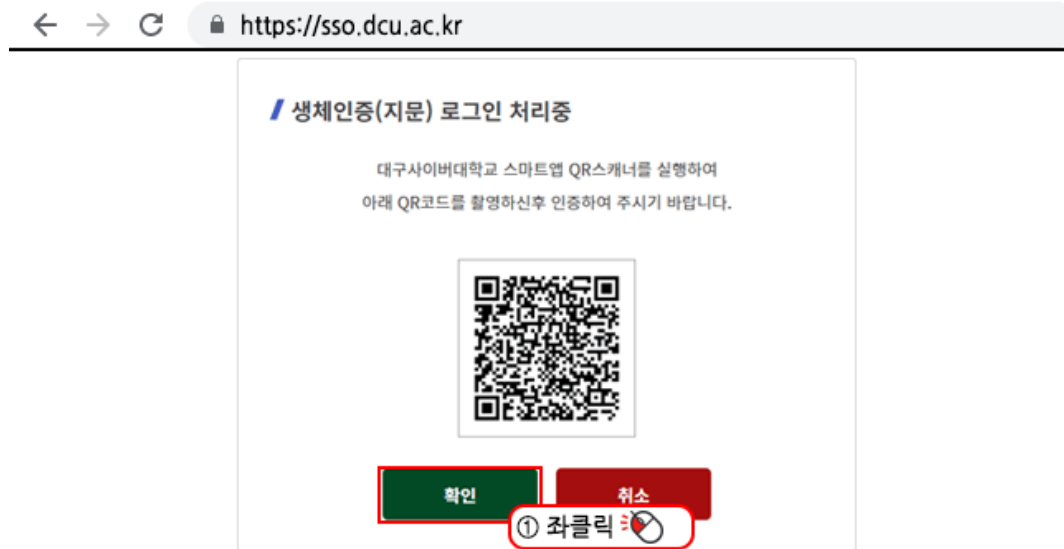 https://sso.dcu.ac.kr
생체인증(지문) 로그인 처리중
대구사이버대학교 스마트앱 QR스캐너를 실행하여
아래 QR코드를 촬영하신후 인증하여 주시기 바랍니다.
확인
취소
① 좌클릭